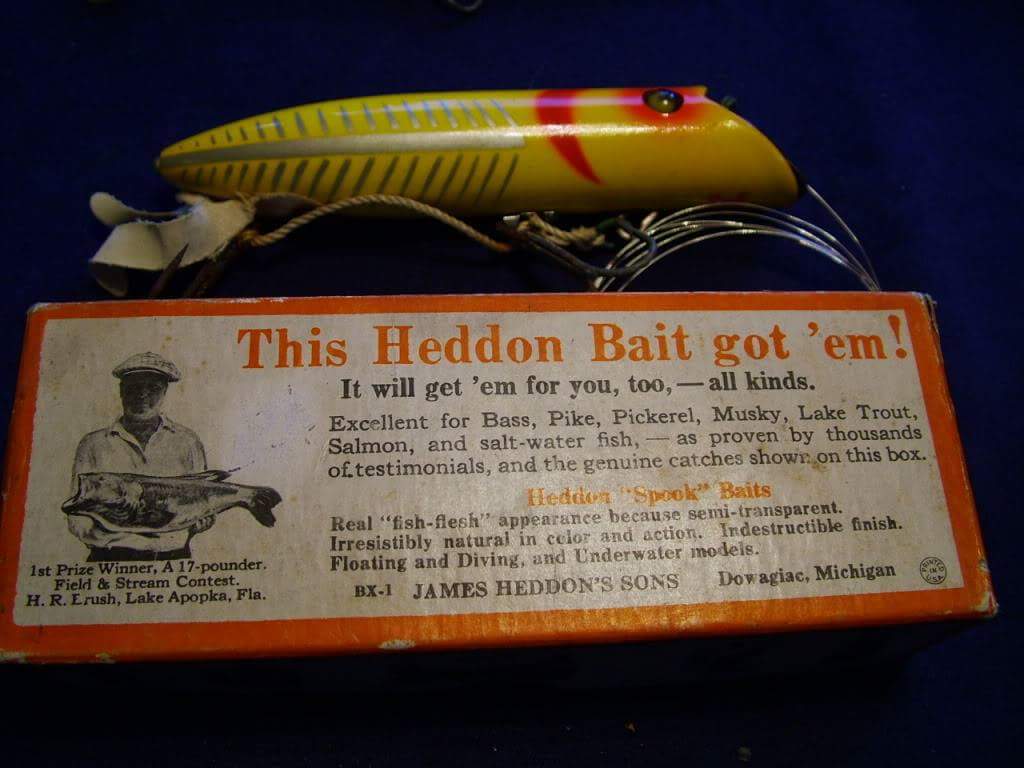 This Heddon Bait got 'em!
It will get 'em for you, too, — all kinds.
Excellent for Bass, Pike, Pickerel, Musky, Lake Trout,
Salmon, and salt-water fish, — as proven by thousands
of testimonials, and the genuine catches shown on this box.
Heddon "Spook" Baits
Real "fish-flesh" appearance because semi-transparent.
Irresistibly natural in color and action. Indestructible finish.
Floating and Diving, and Underwater models.
BX-1 JAMES HEDDON'S SONS Dowagiac, Michigan
PRINTED IN USA
1st Prize Winner, A 17-pounder.
Field & Stream Contest.
H. R. Lake Apopka, Fla.